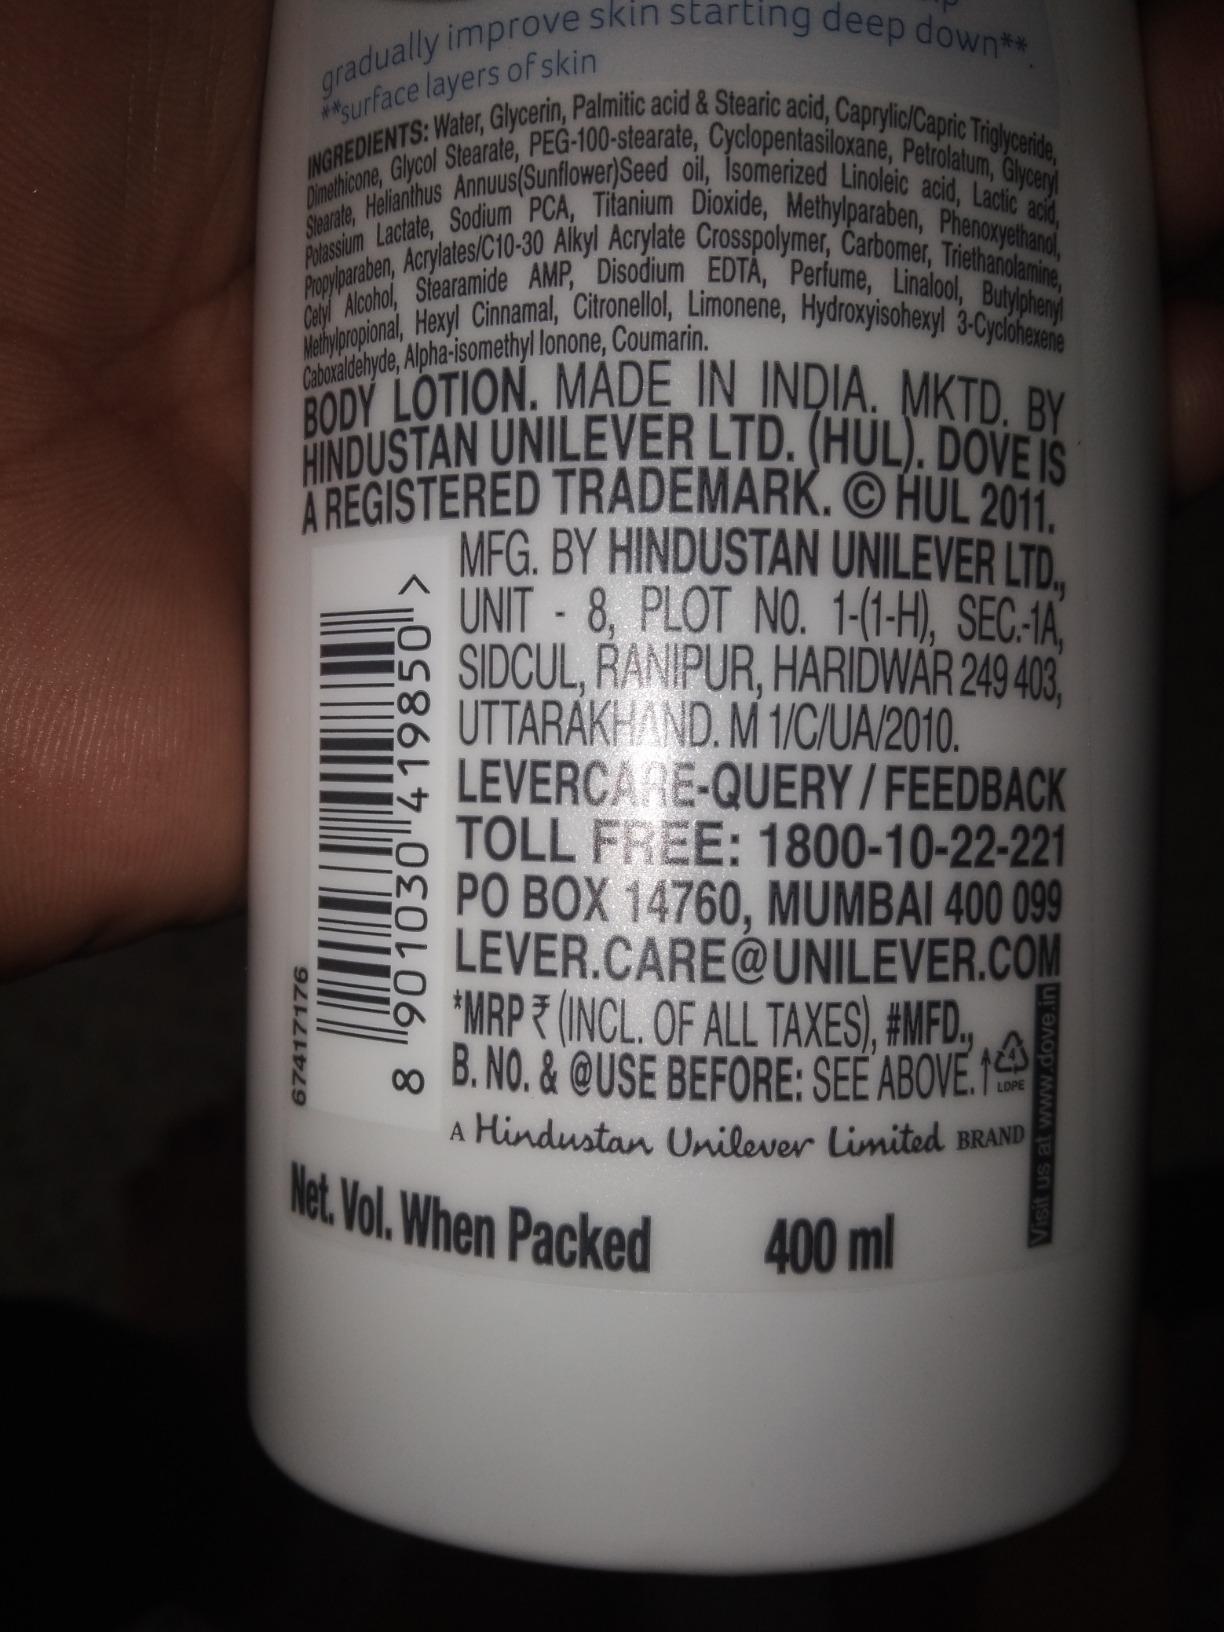 gradually improve skin starting deep down**
**surface layers of skin
INGREDIENTS: Water, Glycerin, Palmitic acid & Stearic acid, Caprylic/Capric Triglyceride,
Dimethicone, Glycol Stearate, PEG-100-stearate, Cyclopentasiloxane, Petrolatum, Glyceryl
Stearate, Helianthus Annuus(Sunflower)Seed oil, Isomerized Linoleic acid, Lactic acid,
Potassium Lactate, Sodium PCA, Titanium Dioxide, Methylparaben, Phenoxyethanol,
Propylparaben, Acrylates/C10-30 Alkyl Acrylate Crosspolymer, Carbomer, Triethanolamine,
Cetyl Alcohol, Stearamide AMP, Disodium EDTA, Perfume, Linalool, Butylphenyl
Methylpropional, Hexyl Cinnamal, Citronellol, Limonene, Hydroxyisohexyl 3-Cyclohexene
Caboxaldehyde, Alpha-isomethyl Ionone, Coumarin.
BODY LOTION. MADE IN INDIA. MKTD. BY
HINDUSTAN UNILEVER LTD. (HUL). DOVE IS
A REGISTERED TRADEMARK. © HUL 2011.
MFG. BY HINDUSTAN UNILEVER LTD.,
UNIT - 8, PLOT NO. 1-(1-H), SEC.-1A,
SIDCUL, RANIPUR, HARIDWAR 249 403,
UTTARAKHAND. M 1/C/UA/2010.
LEVERCARE-QUERY / FEEDBACK
TOLL FREE: 1800-10-22-221
PO BOX 14760, MUMBAI 400 099
LEVER.CARE@UNILEVER.COM
*MRP ₹ (INCL. OF ALL TAXES), #MFD.,
B. NO. & @USE BEFORE: SEE ABOVE.
4
LDPE
8 901030 419850 >
67417176
Visit us at www.dove.in
A Hindustan Unilever Limited BRAND
Net. Vol. When Packed 400 ml